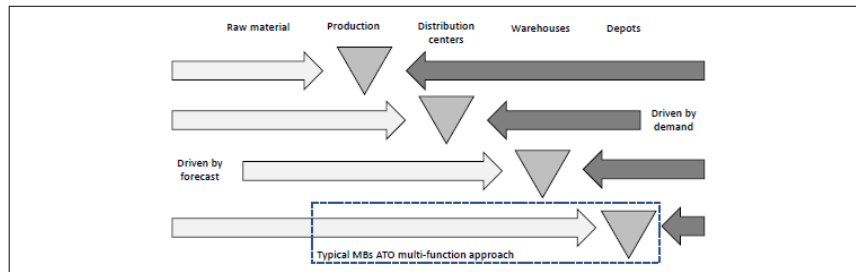 Raw material
Production
Distribution
centers
Warehouses
Depots
Driven by
demand
Driven by
forecast
Typical MBs ATO multi-function approach